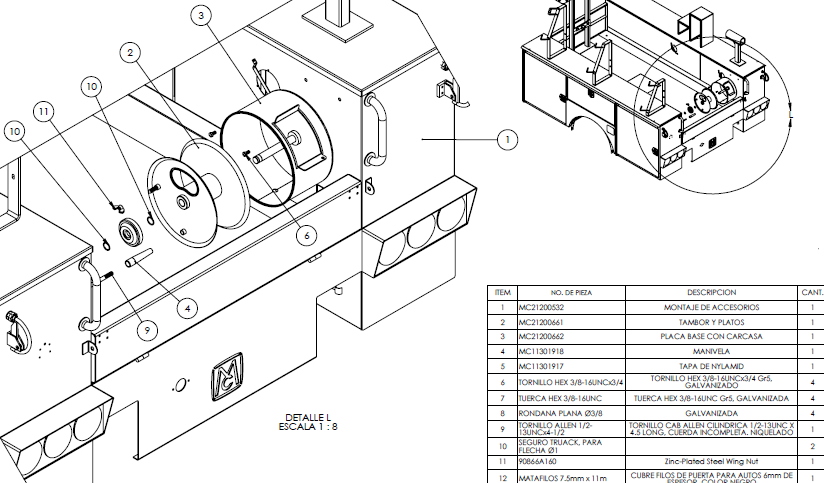 3
2
10
11
10
1
6
4
9
L
DETALLE L
ESCALA 1 : 8
ITEM NO. DE PIEZA DESCRIPCION CANT.
1 MC21200532 MONTAJE DE ACCESORIOS 1
2 MC21200661 TAMBOR Y PLATOS 1
3 MC21200662 PLACA BASE CON CARCASA 1
4 MC11301918 MANIVELA 1
5 MC11301917 TAPA DE NYLAMID 1
6 TORNILLO HEX 3/8-16UNCx3/4 TORNILLO HEX 3/8-16UNCx3/4 Gr5, GALVANIZADO 4
7 TUERCA HEX 3/8-16UNC TUERCA HEX 3/8-16UNC Gr5, GALVANIZADA 4
8 RONDANA PLANA Ø3/8 GALVANIZADA 4
9 TORNILLO ALLEN 1/2-13UNCx4-1/2 TORNILLO CAB ALLEN CILINDRICA 1/2-13UNC X 4.5 LONG, CUERDA INCOMPLETA. NIQUELADO 1
10 SEGURO TRUACK, PARA FLECHA Ø1 2
11 90866A160 Zinc-Plated Steel Wing Nut 1
12 MATAFILOS 7.5mm x 11m CUBRE FILOS DE PUERTA PARA AUTOS 6mm DE ESPESOR, COLOR NEGRO 1